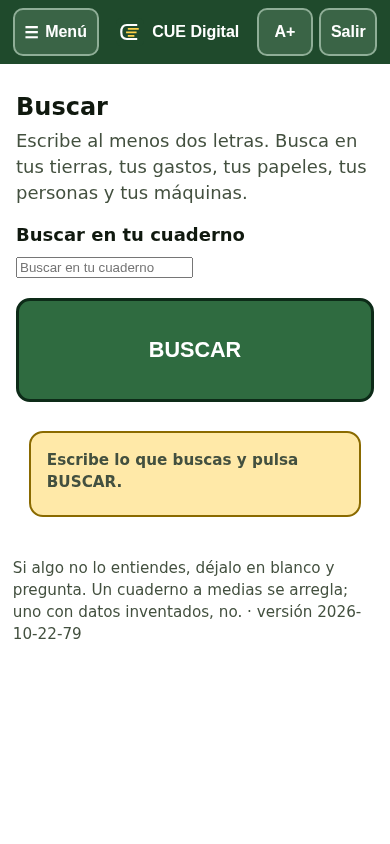 ☰ Menú
CUE Digital
A+
Salir
Buscar
Escribe al menos dos letras. Busca en
tus tierras, tus gastos, tus papeles, tus
personas y tus máquinas.
Buscar en tu cuaderno
Buscar en tu cuaderno
BUSCAR
Escribe lo que buscas y pulsa
BUSCAR.
Si algo no lo entiendes, déjalo en blanco y
pregunta. Un cuaderno a medias se arregla;
uno con datos inventados, no. · versión 2026-
10-22-79